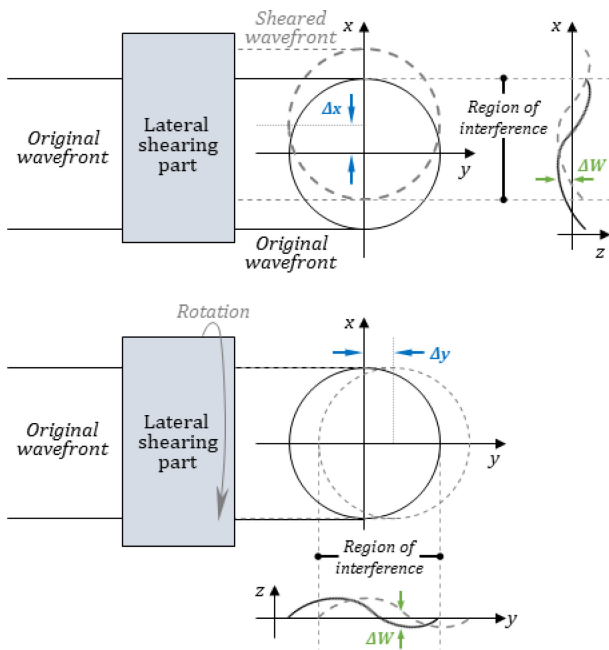 Sheared
wavefront
x
x
Δx
Region of
interference
Original
wavefront
Lateral
shearing
part
y
ΔW
Original
wavefront
z
Rotation
x
Δy
Original
wavefront
Lateral
shearing
part
y
Region of
interference
z
y
ΔW